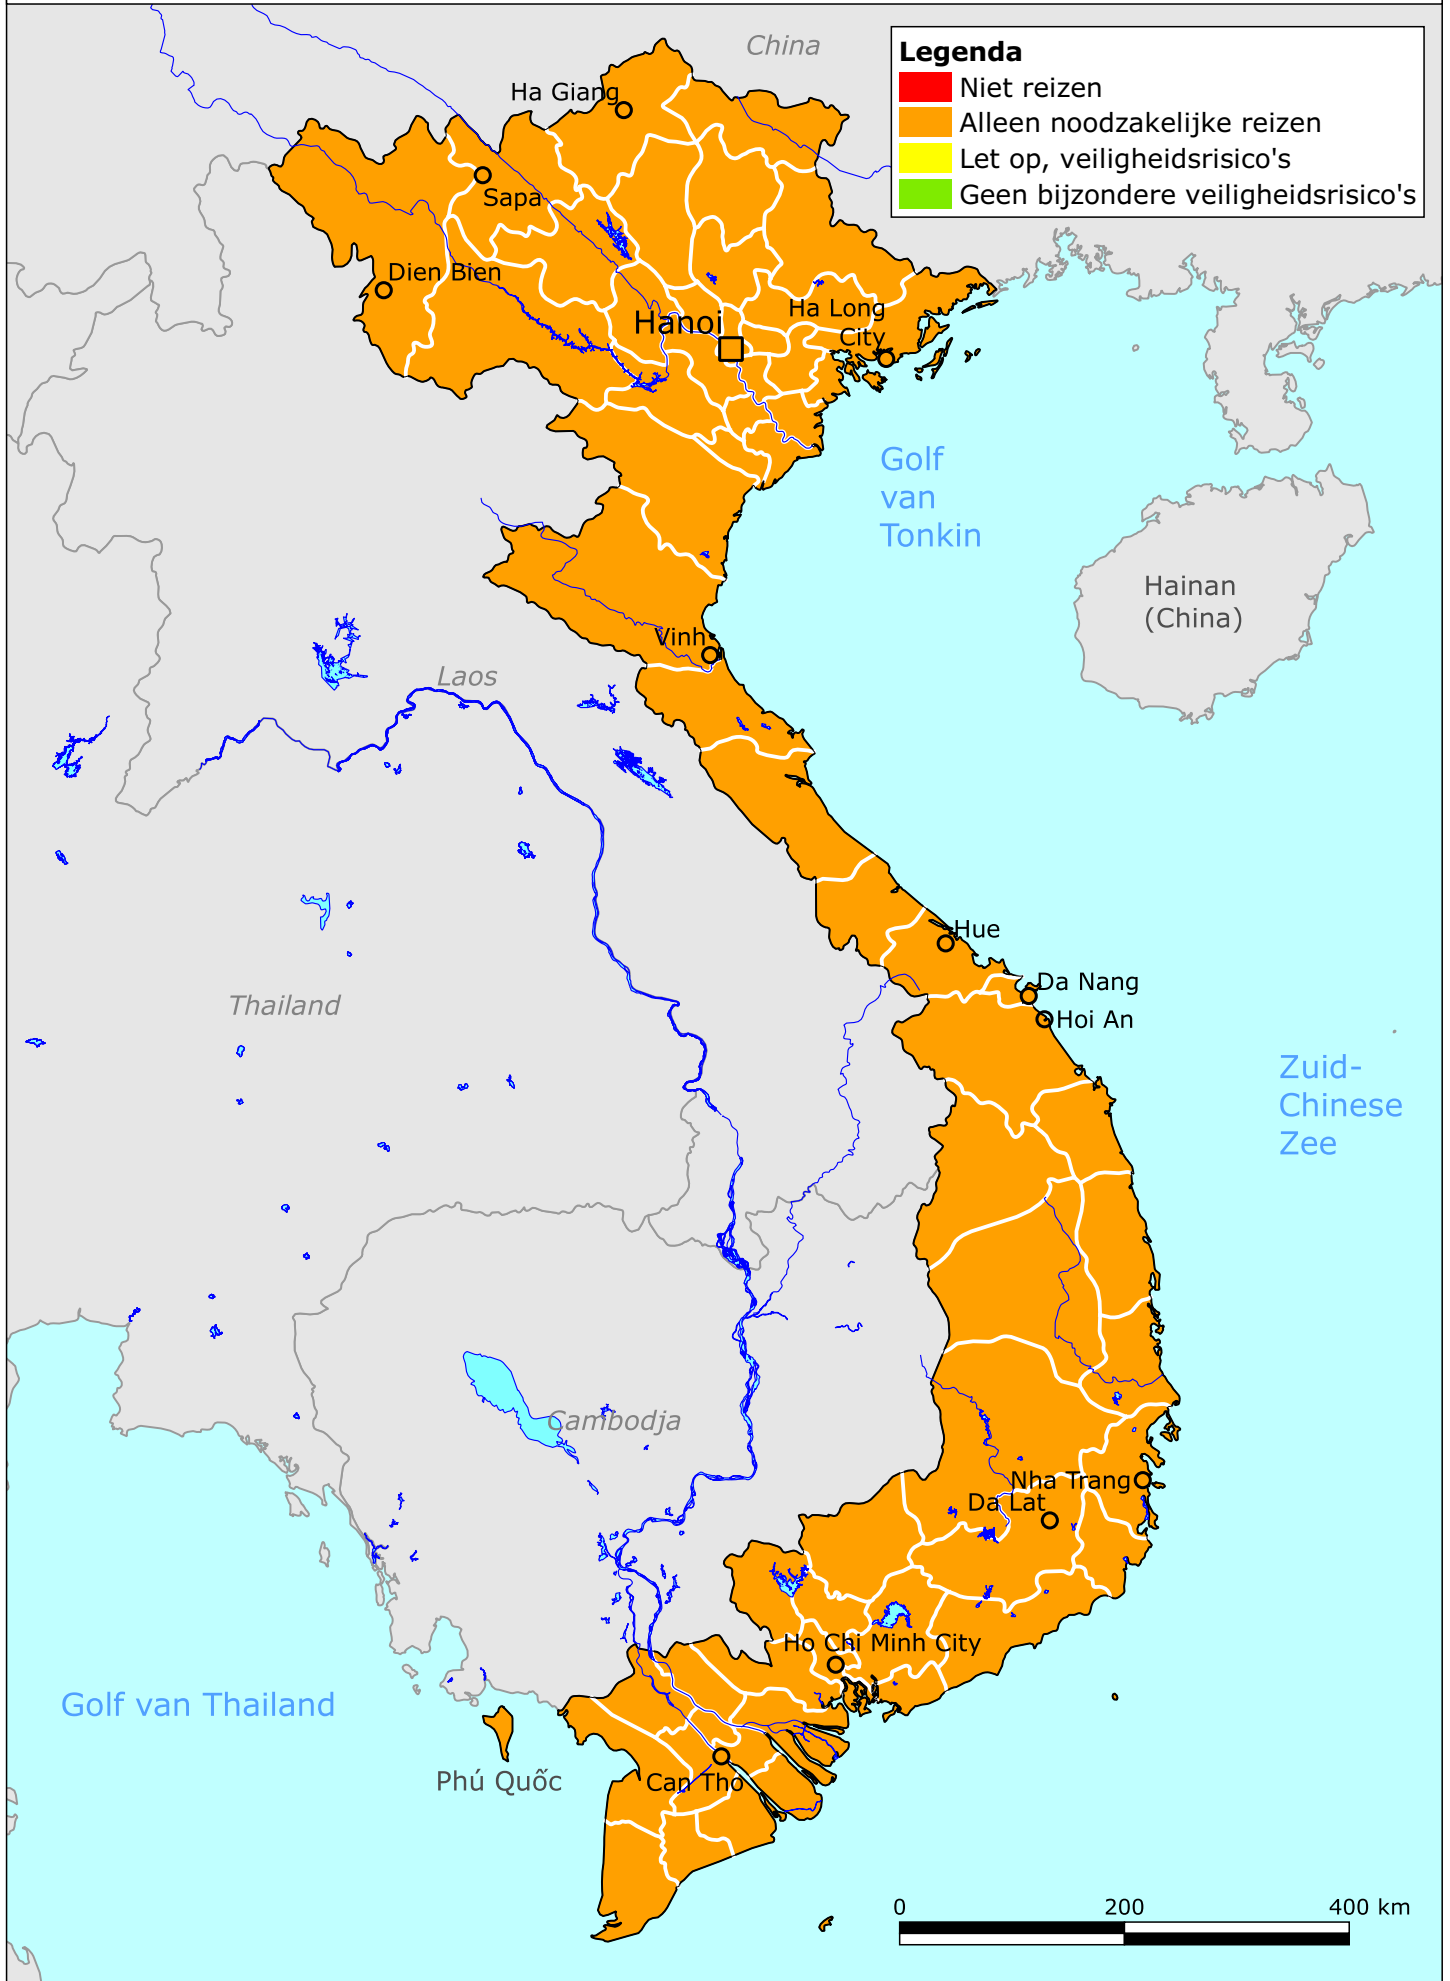 China
Legenda
Niet reizen
Alleen noodzakelijke reizen
Let op, veiligheidsrisico's
Geen bijzondere veiligheidsrisico's
Ha Giang
Sapa
Dien Bien
Ha Long
City
Hanoi
Golf
van
Tonkin
Hainan
(China)
Vinh
Laos
Hue
Da Nang
Hoi An
Thailand
Zuid-
Chinese
Zee
Cambodja
Nha Trang
Da Lat
Ho Chi Minh City
Golf van Thailand
Phú Quốc
Can Tho
0 200 400 km